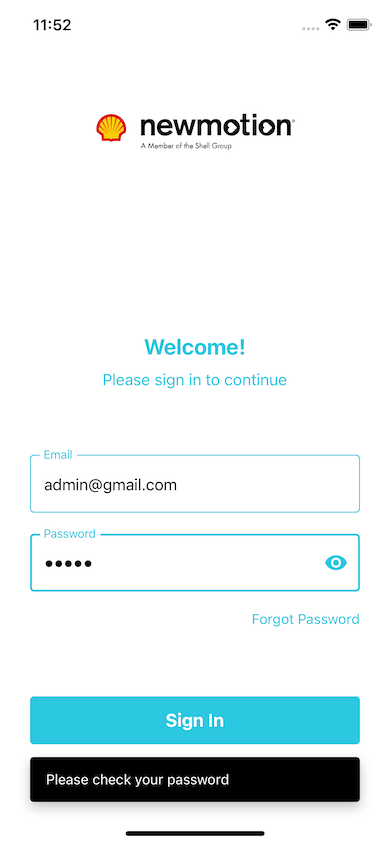 11:52
newmotion
A Member of the Shell Group
Welcome!
Please sign in to continue
Email
admin@gmail.com
Password
•••••
Forgot Password
Sign In
Please check your password